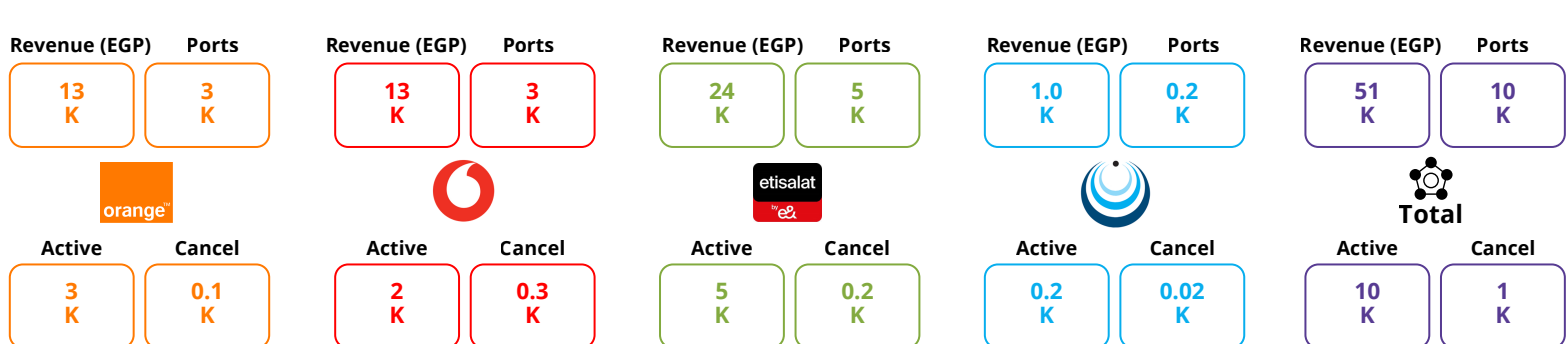 Revenue (EGP) Ports Revenue (EGP) Ports Revenue (EGP) Ports Revenue (EGP) Ports Revenue (EGP) Ports
13 3 13 3 24 5 1.0 0.2 51 10
K K K K K K K K K K
orange™ etisalat by e& Total
Active Cancel Active Cancel Active Cancel Active Cancel Active Cancel
3 0.1 2 0.3 5 0.2 0.2 0.02 10 1
K K K K K K K K K K